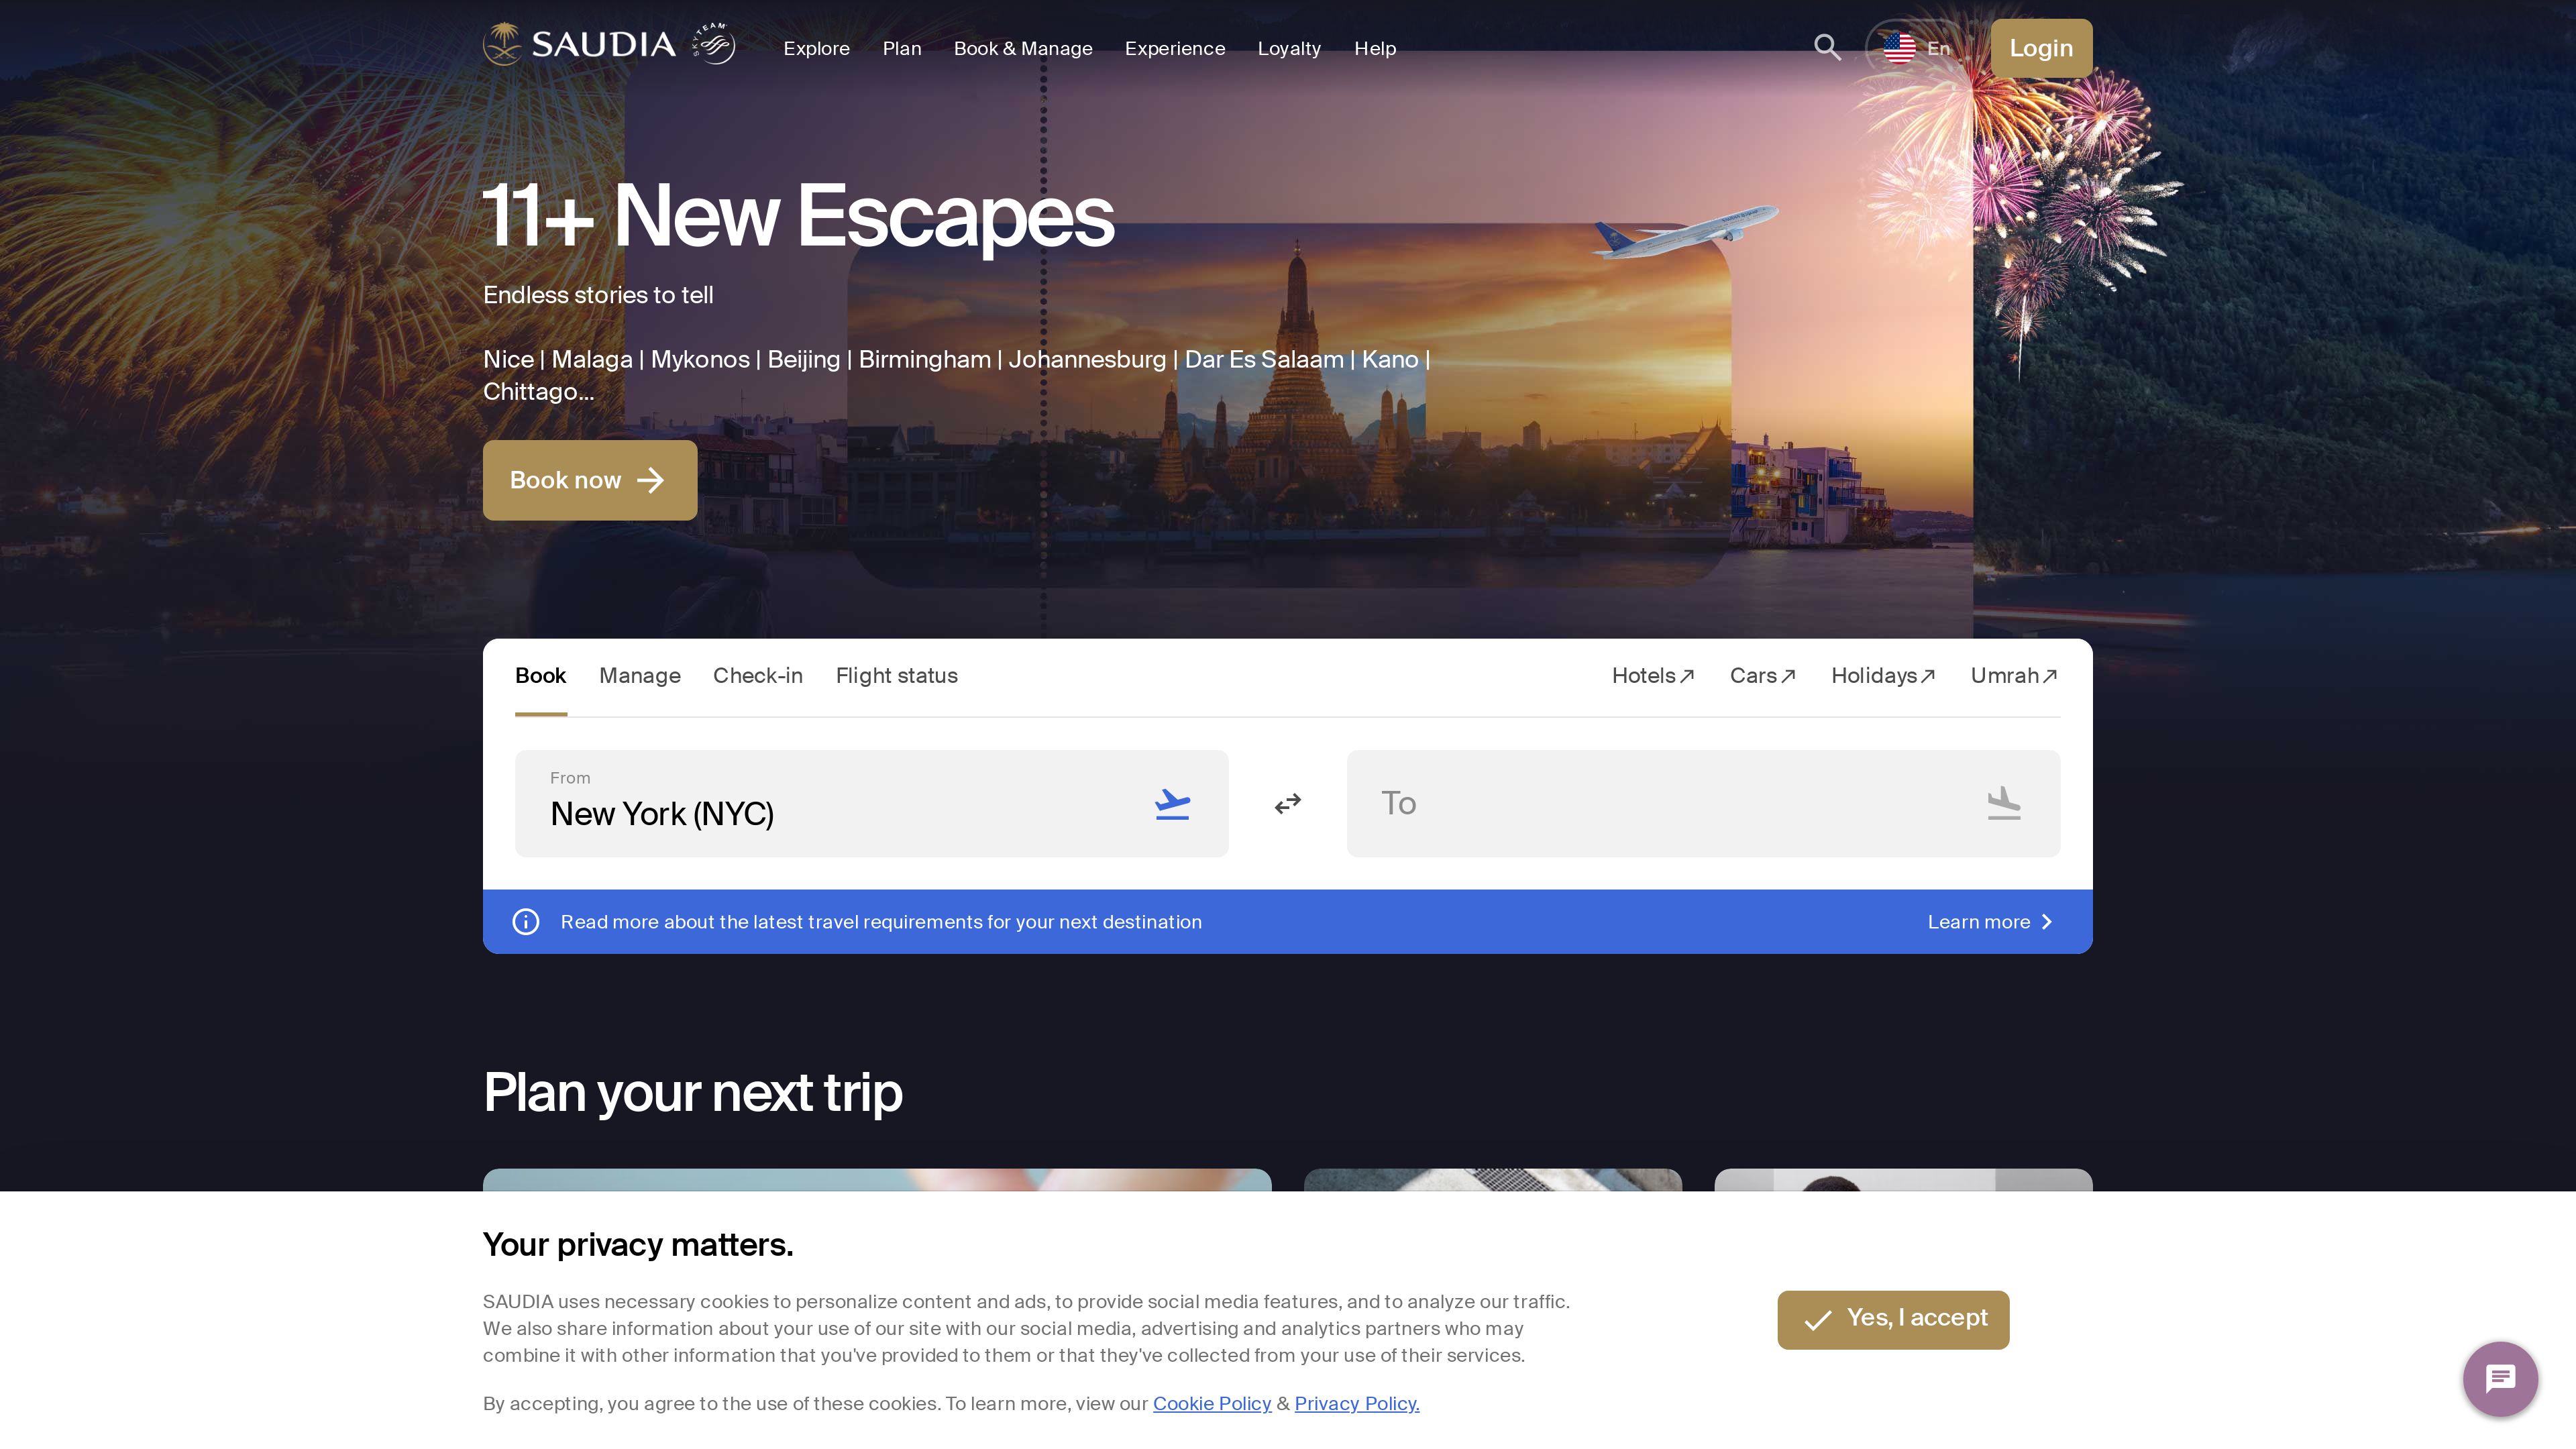 SAUDIA
SKYTEAM
Explore
Plan
Book & Manage
Experience
Loyalty
Help
En
Login
11+ New Escapes
Endless stories to tell
Nice | Malaga | Mykonos | Beijing | Birmingham | Johannesburg | Dar Es Salaam | Kano |
Chittago...
Book now
Book
Manage
Check-in
Flight status
Hotels
Cars
Holidays
Umrah
From
New York (NYC)
To
Read more about the latest travel requirements for your next destination
Learn more
Plan your next trip
Your privacy matters.
SAUDIA uses necessary cookies to personalize content and ads, to provide social media features, and to analyze our traffic.
We also share information about your use of our site with our social media, advertising and analytics partners who may
combine it with other information that you've provided to them or that they've collected from your use of their services.
By accepting, you agree to the use of these cookies. To learn more, view our Cookie Policy & Privacy Policy.
Yes, I accept